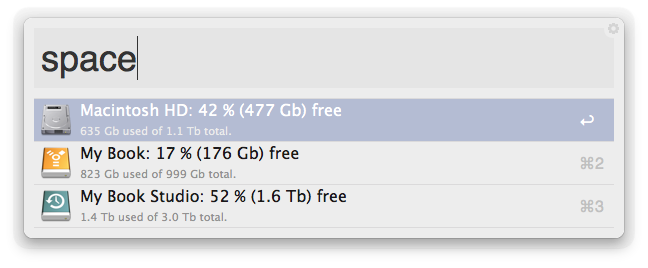 space
Macintosh HD: 42 % (477 Gb) free
635 Gb used of 1.1 Tb total.
↩
My Book: 17 % (176 Gb) free
823 Gb used of 999 Gb total.
⌘2
My Book Studio: 52 % (1.6 Tb) free
1.4 Tb used of 3.0 Tb total.
⌘3